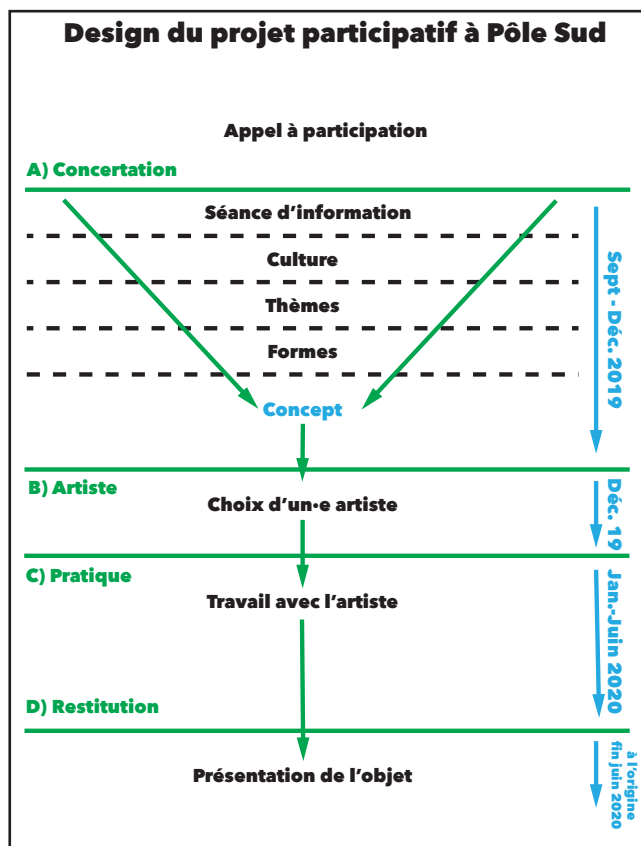 Design du projet participatif à Pôle Sud
Appel à participation
A) Concertation
Séance d'information
Culture
Thèmes
Formes
Concept
Sept - Déc. 2019
B) Artiste
Choix d'un·e artiste
Déc. 19
C) Pratique
Travail avec l'artiste
Jan.-Juin 2020
D) Restitution
Présentation de l'objet
à l'origine
fin juin 2020